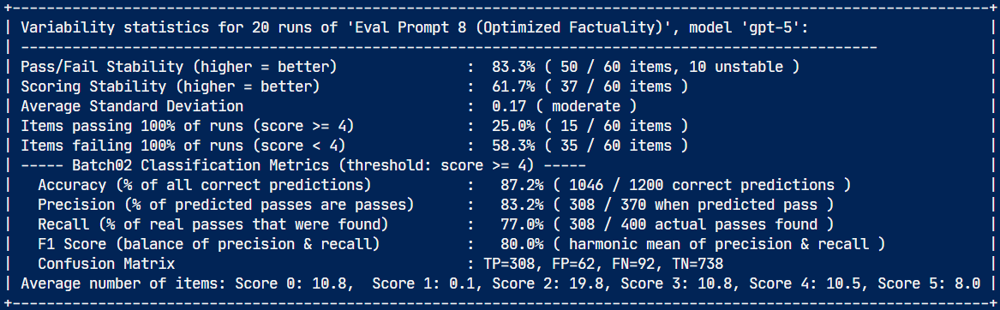 +------------------------------------------------------------------------------------------------------------------+
| Variability statistics for 20 runs of 'Eval Prompt 8 (Optimized Factuality)', model 'gpt-5': |
| ---------------------------------------------------------------------------------------------------- |
| Pass/Fail Stability (higher = better) : 83.3% ( 50 / 60 items, 10 unstable ) |
| Scoring Stability (higher = better) : 61.7% ( 37 / 60 items ) |
| Average Standard Deviation : 0.17 ( moderate ) |
| Items passing 100% of runs (score >= 4) : 25.0% ( 15 / 60 items ) |
| Items failing 100% of runs (score < 4) : 58.3% ( 35 / 60 items ) |
| ----- Batch02 Classification Metrics (threshold: score >= 4) ----- |
| Accuracy (% of all correct predictions) : 87.2% ( 1046 / 1200 correct predictions ) |
| Precision (% of predicted passes are passes) : 83.2% ( 308 / 370 when predicted pass ) |
| Recall (% of real passes that were found) : 77.0% ( 308 / 400 actual passes found ) |
| F1 Score (balance of precision & recall) : 80.0% ( harmonic mean of precision & recall ) |
| Confusion Matrix : TP=308, FP=62, FN=92, TN=738 |
| Average number of items: Score 0: 10.8, Score 1: 0.1, Score 2: 19.8, Score 3: 10.8, Score 4: 10.5, Score 5: 8.0 |
+------------------------------------------------------------------------------------------------------------------+